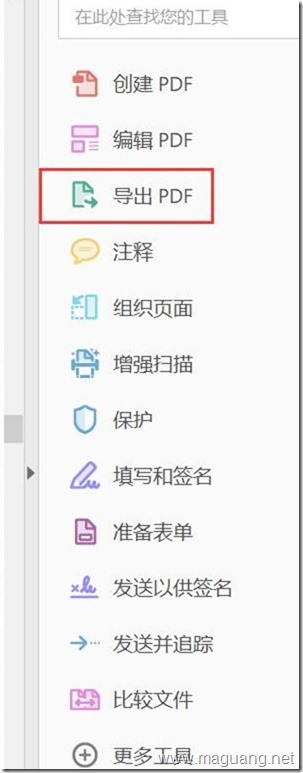 在此处查找您的工具
创建 PDF
编辑 PDF
导出 PDF
注释
组织页面
增强扫描
保护
填写和签名
准备表单
发送以供签名
发送并追踪
比较文件
更多工具
www.maguang.net